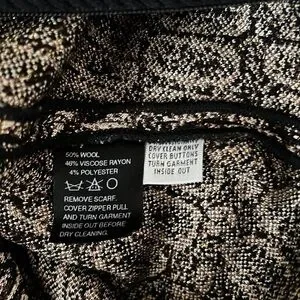 50% WOOL
46% VISCOSE RAYON
4% POLYESTER
REMOVE SCARF,
COVER ZIPPER PULL
AND TURN GARMENT
INSIDE OUT BEFORE
DRY CLEANING.
DRY CLEAN ONLY
COVER BUTTONS
TURN GARMENT
INSIDE OUT